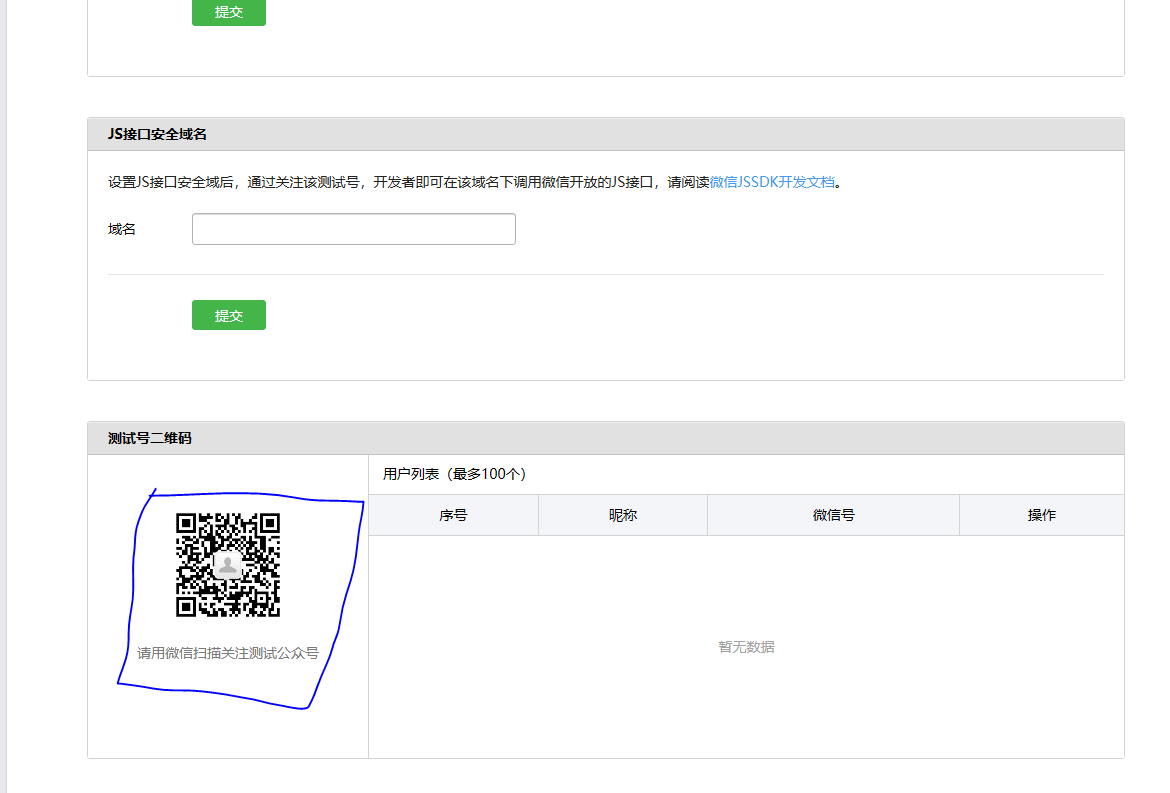 提交
JS接口安全域名
设置JS接口安全域后，通过关注该测试号，开发者即可在该域名下调用微信开放的JS接口，请阅读微信JSSDK开发文档。
域名
提交
测试号二维码
用户列表（最多100个）
序号 昵称 微信号 操作
请用微信扫描关注测试公众号
暂无数据